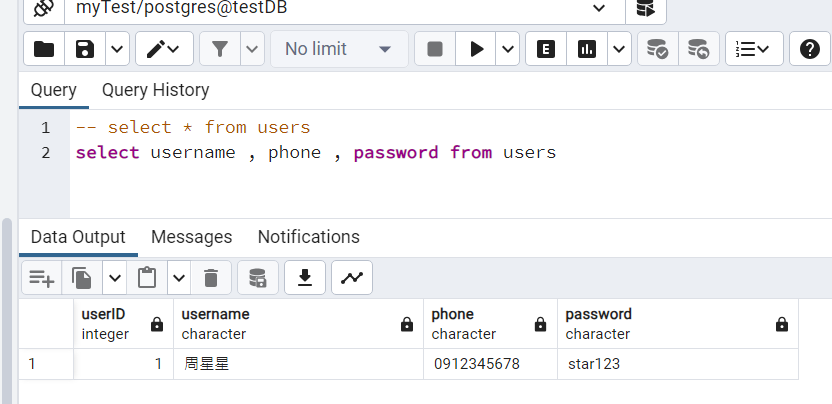 myTest/postgres@testDB
No limit
E
Query Query History
1 -- select * from users
2 select username , phone , password from users
Data Output Messages Notifications
userID username phone password
integer character character character
1 1 周星星 0912345678 star123